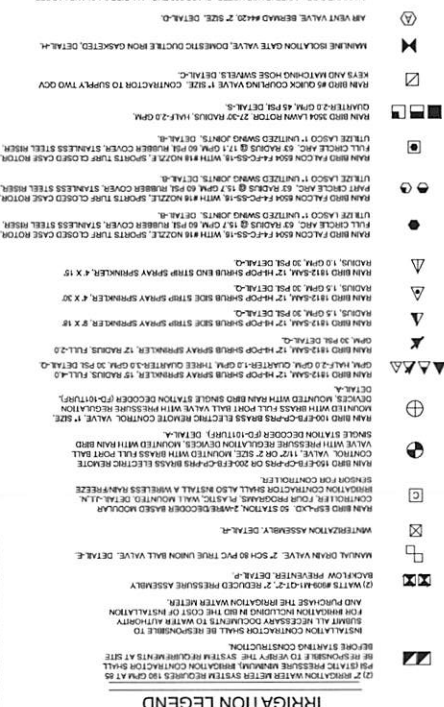 IRRIGATION LEGEND
(2) 2" IRRIGATION WATER METER SYSTEM REQUIRES 190 GPM AT 85
PSI (STATIC PRESSURE MINIMUM). IRRIGATION CONTRACTOR SHALL
BE RESPONSIBLE TO VERIFY THE SYSTEM REQUIREMENTS AT SITE
BEFORE STARTING CONSTRUCTION.
INSTALLATION CONTRACTOR SHALL BE RESPONSIBLE TO
SUBMIT ALL NECESSARY DOCUMENTS TO WATER AUTHORITY
FOR IRRIGATION INCLUDING IN BID THE COST OF INSTALLATION
AND PURCHASE THE IRRIGATION WATER METER.
(2) WATTS 909-M1-QT-2", 2" REDUCED PRESSURE ASSEMBLY
BACKFLOW PREVENTER. DETAIL-P.
MANUAL DRAIN VALVE, 2" SCH 80 PVC TRUE UNION BALL VALVE. DETAIL-E.
WINTERIZATION ASSEMBLY. DETAIL-R.
C
RAIN BIRD ESP-LXD, 50 STATION, 2-WIRE/DECODER BASED MODULAR
CONTROLLER, FOUR PROGRAMS, PLASTIC, WALL MOUNTED. DETAIL-J1,N.
IRRIGATION CONTRACTOR SHALL ALSO INSTALL A WIRELESS RAIN/FREEZE
SENSOR FOR CONTROLLER.
RAIN BIRD 150-EFB-CP-PRS OR 200-EFB-CP-PRS BRASS ELECTRIC REMOTE
CONTROL, VALVE, 1 1/2" OR 2" SIZE, MOUNTED WITH BRASS FULL PORT BALL
VALVE WITH PRESSURE REGULATION DEVICES, MOUNTED WITH RAIN BIRD
SINGLE STATION DECODER (FD-101TURF). DETAIL-A.
RAIN BIRD 100-EFB-CP-PRS BRASS ELECTRIC REMOTE CONTROL, VALVE, 1" SIZE,
MOUNTED WITH BRASS FULL PORT BALL VALVE WITH PRESSURE REGULATION
DEVICES, MOUNTED WITH RAIN BIRD SINGLE STATION DECODER (FD-101TURF).
DETAIL-A.
RAIN BIRD 1812-SAM, 12" HI-POP SHRUB SPRAY SPRINKLER, 15' RADIUS, FULL-4.0
GPM, HALF-2.0 GPM, QUARTER-1.0 GPM, THREE QUARTER-3.0 GPM, 30 PSI. DETAIL-Q.
RAIN BIRD 1812-SAM, 12" HI-POP SHRUB SPRAY SPRINKLER, 12' RADIUS, FULL-2.0
GPM, 30 PSI. DETAIL-Q.
RAIN BIRD 1812-SAM, 12" HI-POP SHRUB SIDE STRIP SPRAY SPRINKLER, 9' X 18'
RADIUS, 1.5 GPM, 30 PSI. DETAIL-Q.
RAIN BIRD 1812-SAM, 12" HI-POP SHRUB SIDE STRIP SPRAY SPRINKLER, 4' X 30'
RADIUS, 1.0 GPM, 30 PSI. DETAIL-Q.
RAIN BIRD 1812-SAM, 12" HI-POP SHRUB END STRIP SPRAY SPRINKLER, 4' X 15'
RAIN BIRD FALCON 6504 F4-FC-SS-16, WITH #16 NOZZLE, SPORTS TURF CLOSED CASE ROTOR,
FULL CIRCLE ARC, 63' RADIUS @ 15.7 GPM, 60 PSI, RUBBER COVER, STAINLESS STEEL RISER,
UTILIZE LASCO 1" UNITIZED SWING JOINTS. DETAIL-B.
RAIN BIRD FALCON 6504 F4-PC-SS-16, WITH #16 NOZZLE, SPORTS TURF CLOSED CASE ROTOR,
PART CIRCLE ARC, 63' RADIUS @ 15.7 GPM, 60 PSI, RUBBER COVER, STAINLESS STEEL RISER,
UTILIZE LASCO 1" UNITIZED SWING JOINTS. DETAIL-B.
RAIN BIRD FALCON 6504 F4-FC-SS-18, WITH #18 NOZZLE, SPORTS TURF CLOSED CASE ROTOR,
FULL CIRCLE ARC, 63' RADIUS @ 17.1 GPM, 60 PSI, RUBBER COVER, STAINLESS STEEL RISER,
UTILIZE LASCO 1" UNITIZED SWING JOINTS. DETAIL-B.
RAIN BIRD 3504 LAWN ROTOR, 27'-30' RADIUS, HALF-2.0 GPM,
QUARTER-2.0 GPM, 45 PSI, DETAIL-S.
RAIN BIRD #5 QUICK COUPLING VALVE 1" SIZE. CONTRACTOR TO SUPPLY TWO QCV
KEYS AND MATCHING HOSE SWIVELS. DETAIL-C.
MAINLINE ISOLATION GATE VALVE, DOMESTIC DUCTILE IRON GASKETED, DETAIL-H.
V
AIR VENT VALVE, BERMAD #4420, 2" SIZE. DETAIL-D.